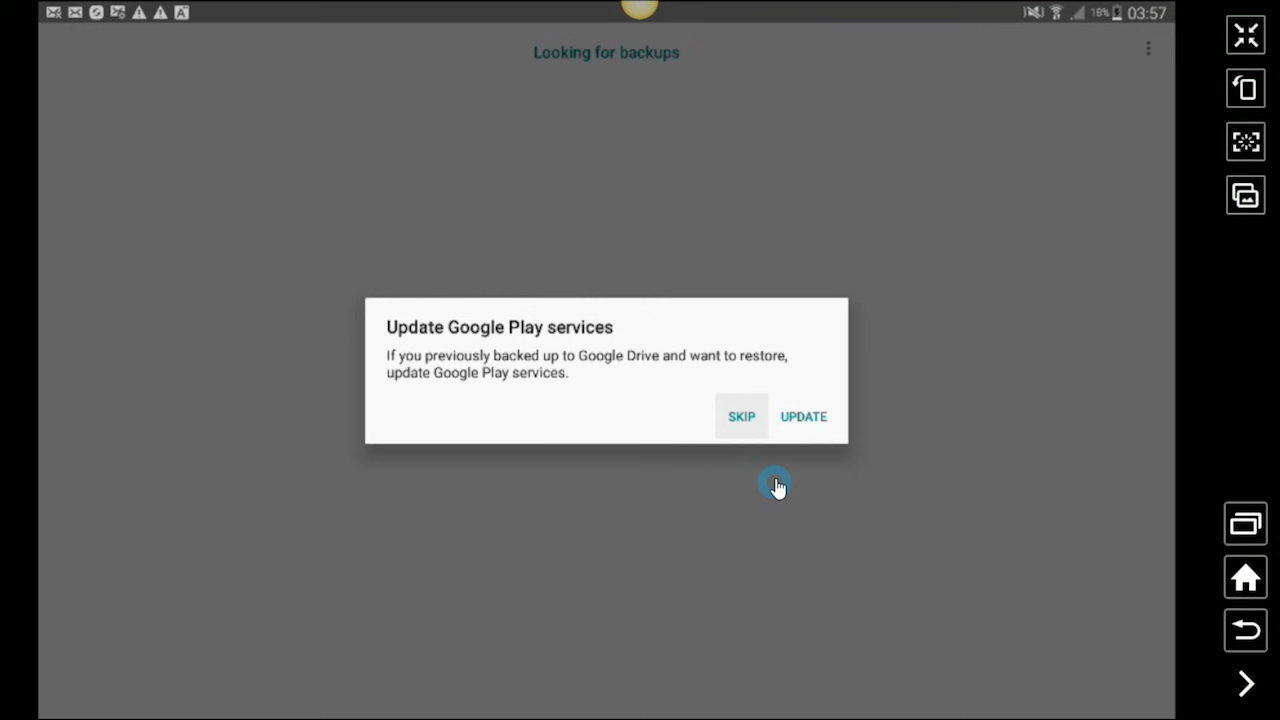 18% 03:57
Looking for backups
Update Google Play services
If you previously backed up to Google Drive and want to restore,
update Google Play services.
SKIP UPDATE